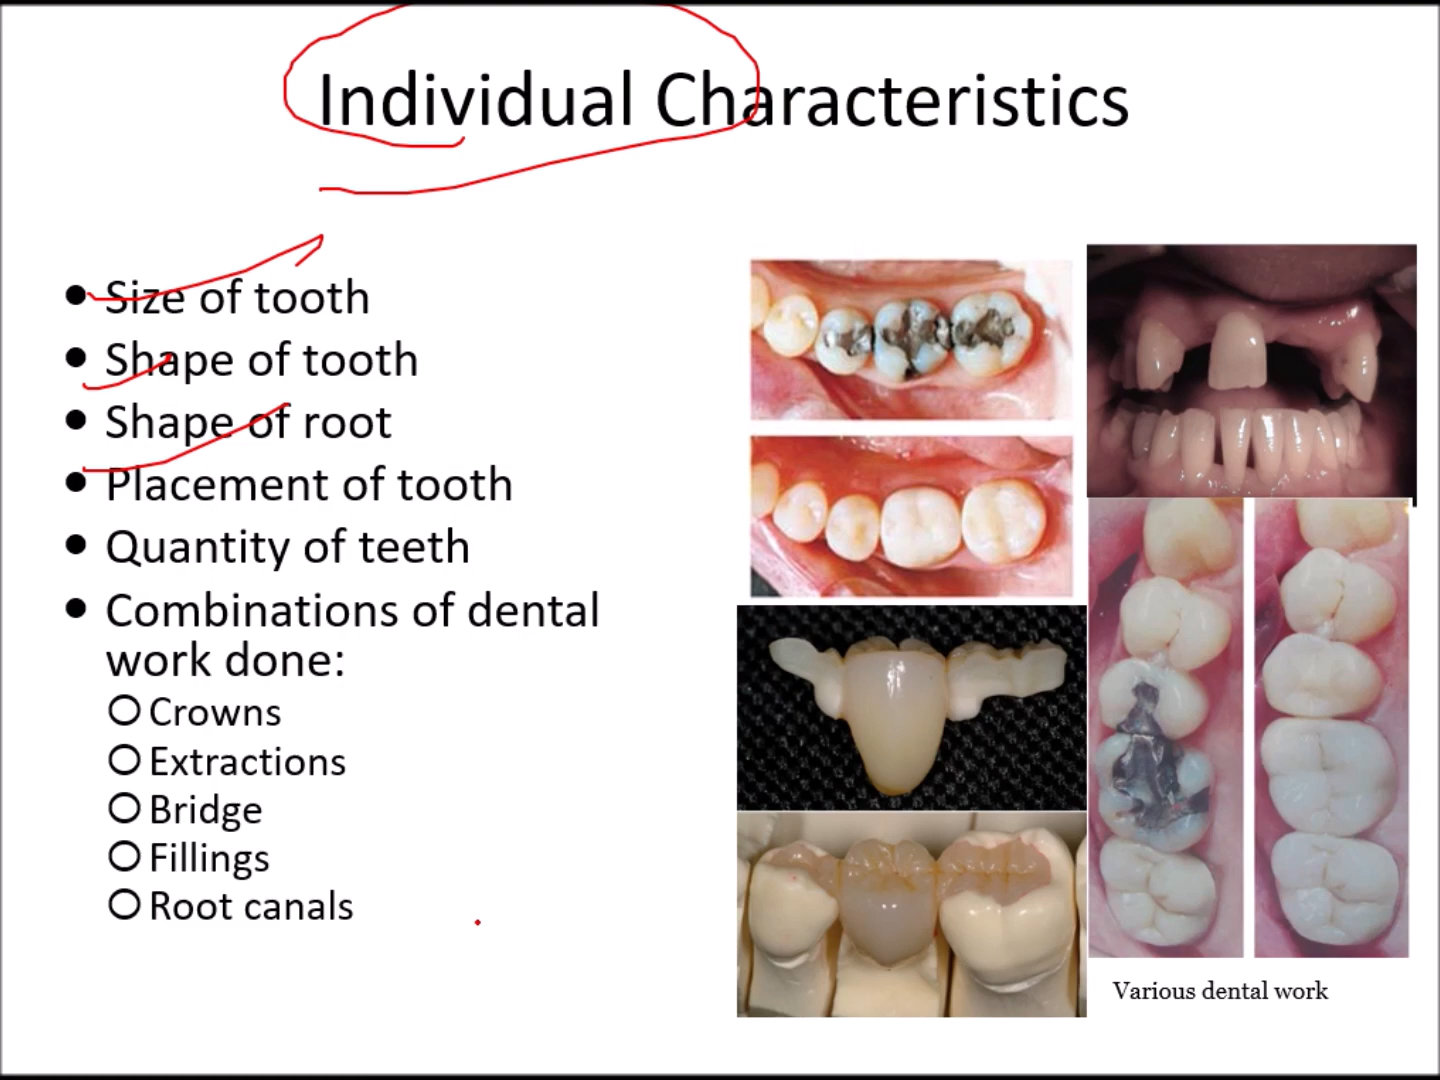 Individual Characteristics
● Size of tooth
● Shape of tooth
● Shape of root
● Placement of tooth
● Quantity of teeth
● Combinations of dental
work done:
○ Crowns
○ Extractions
○ Bridge
○ Fillings
○ Root canals
Various dental work